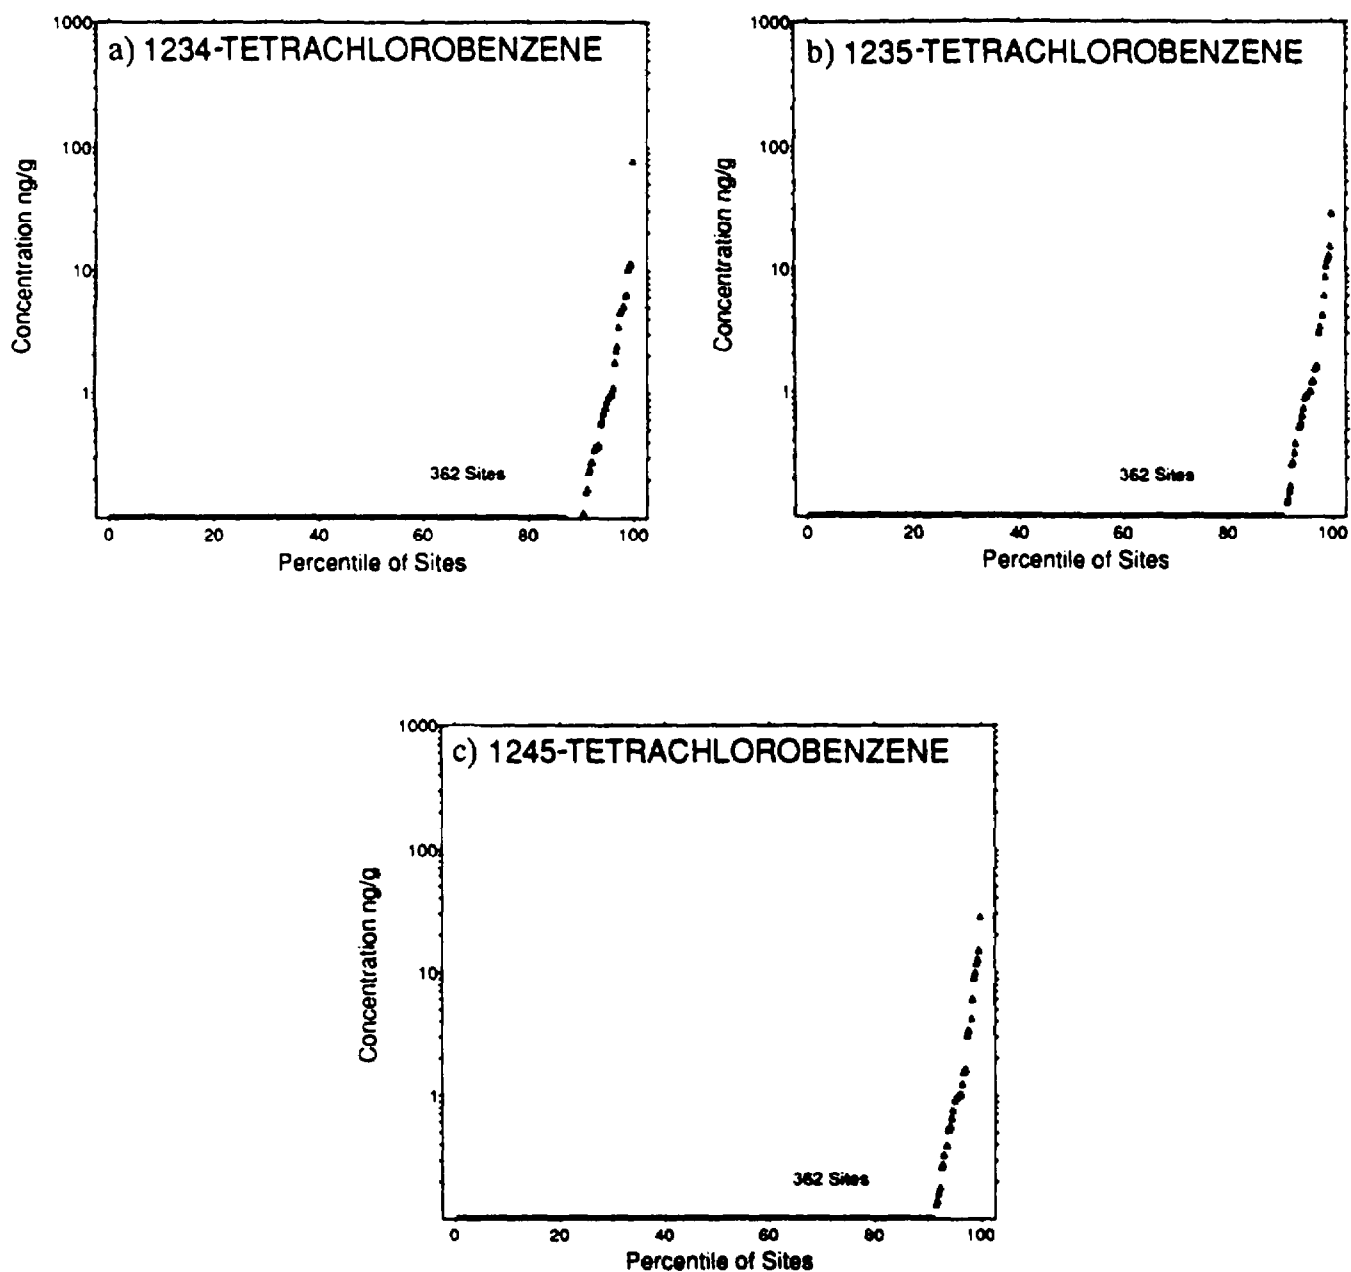 a) 1234-TETRACHLOROBENZENE
1000
100
10
1
Concentration ng/g
362 Sites
0 20 40 60 80 100
Percentile of Sites
b) 1235-TETRACHLOROBENZENE
1000
100
10
1
Concentration ng/g
362 Sites
0 20 40 60 80 100
Percentile of Sites
c) 1245-TETRACHLOROBENZENE
1000
100
10
1
Concentration ng/g
362 Sites
0 20 40 60 80 100
Percentile of Sites